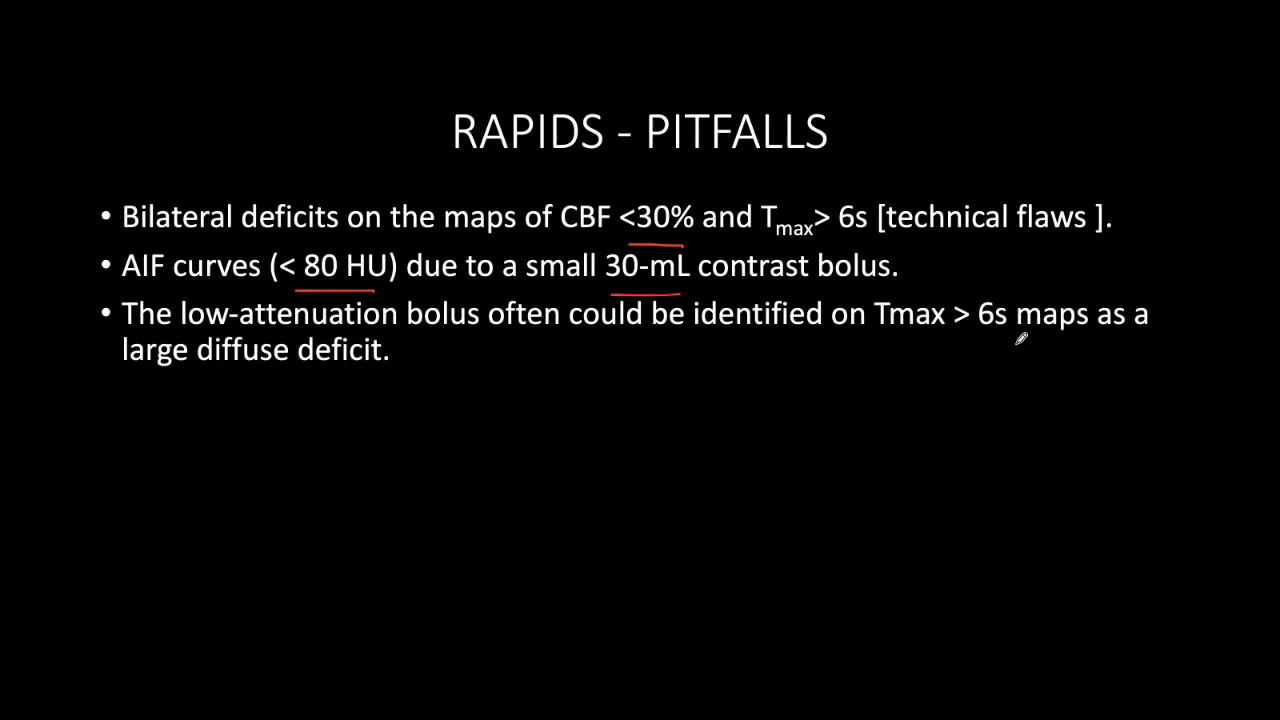 RAPIDS - PITFALLS
• Bilateral deficits on the maps of CBF <30% and Tmax> 6s [technical flaws ].
• AIF curves (< 80 HU) due to a small 30-mL contrast bolus.
• The low-attenuation bolus often could be identified on Tmax > 6s maps as a
large diffuse deficit.